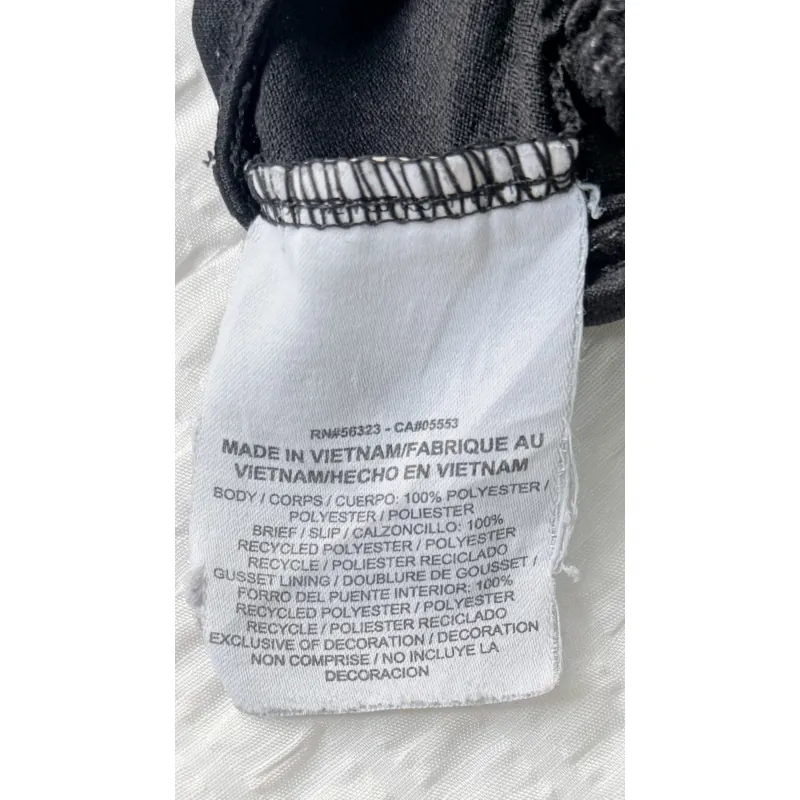 RN#56323 - CA#05553
MADE IN VIETNAM/FABRIQUE AU
VIETNAM/HECHO EN VIETNAM
BODY / CORPS / CUERPO: 100% POLYESTER /
POLYESTER / POLIESTER
BRIEF / SLIP / CALZONCILLO: 100%
RECYCLED POLYESTER / POLYESTER
RECYCLE / POLIESTER RECICLADO
GUSSET LINING / DOUBLURE DE GOUSSET /
FORRO DEL PUENTE INTERIOR: 100%
RECYCLED POLYESTER / POLYESTER
RECYCLE / POLIESTER RECICLADO
EXCLUSIVE OF DECORATION / DECORATION
NON COMPRISE / NO INCLUYE LA
DECORACION